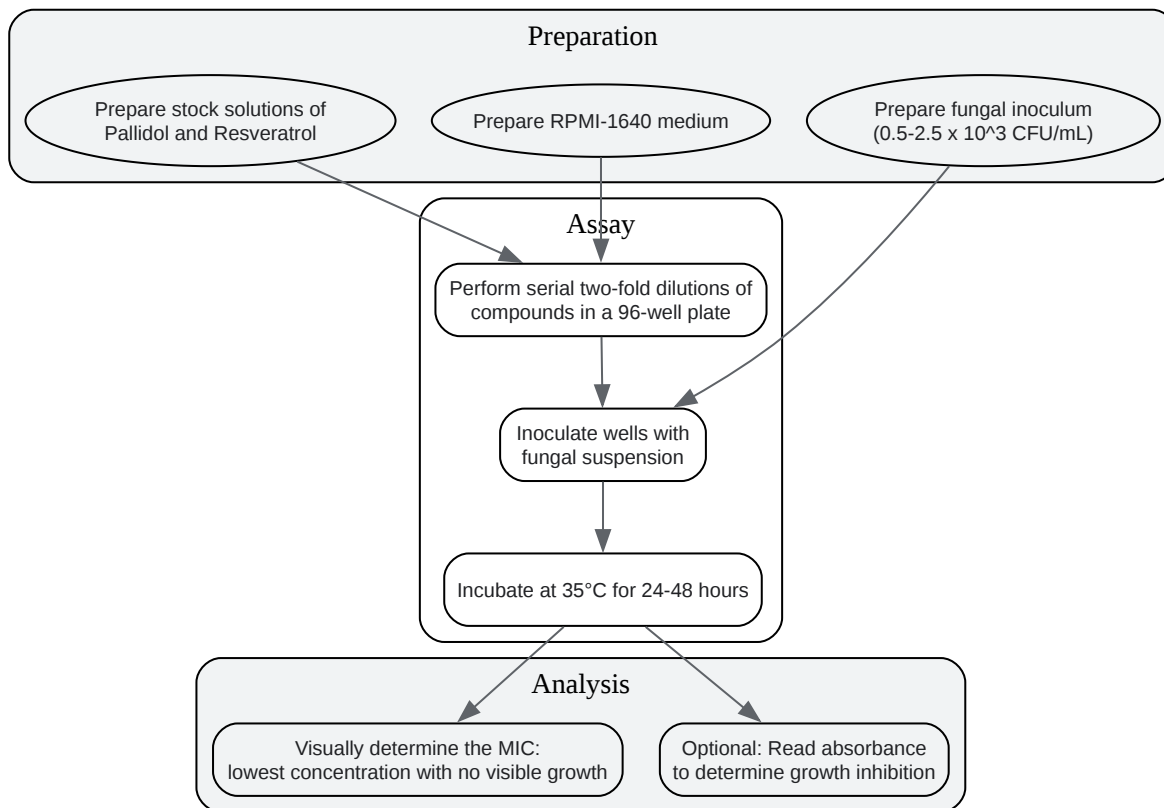 Preparation
Prepare stock solutions of
Pallidol and Resveratrol
Prepare RPMI-1640 medium
Prepare fungal inoculum
(0.5-2.5 x 10^3 CFU/mL)
Assay
Perform serial two-fold dilutions of
compounds in a 96-well plate
Inoculate wells with
fungal suspension
Incubate at 35°C for 24-48 hours
Analysis
Visually determine the MIC:
lowest concentration with no visible growth
Optional: Read absorbance
to determine growth inhibition